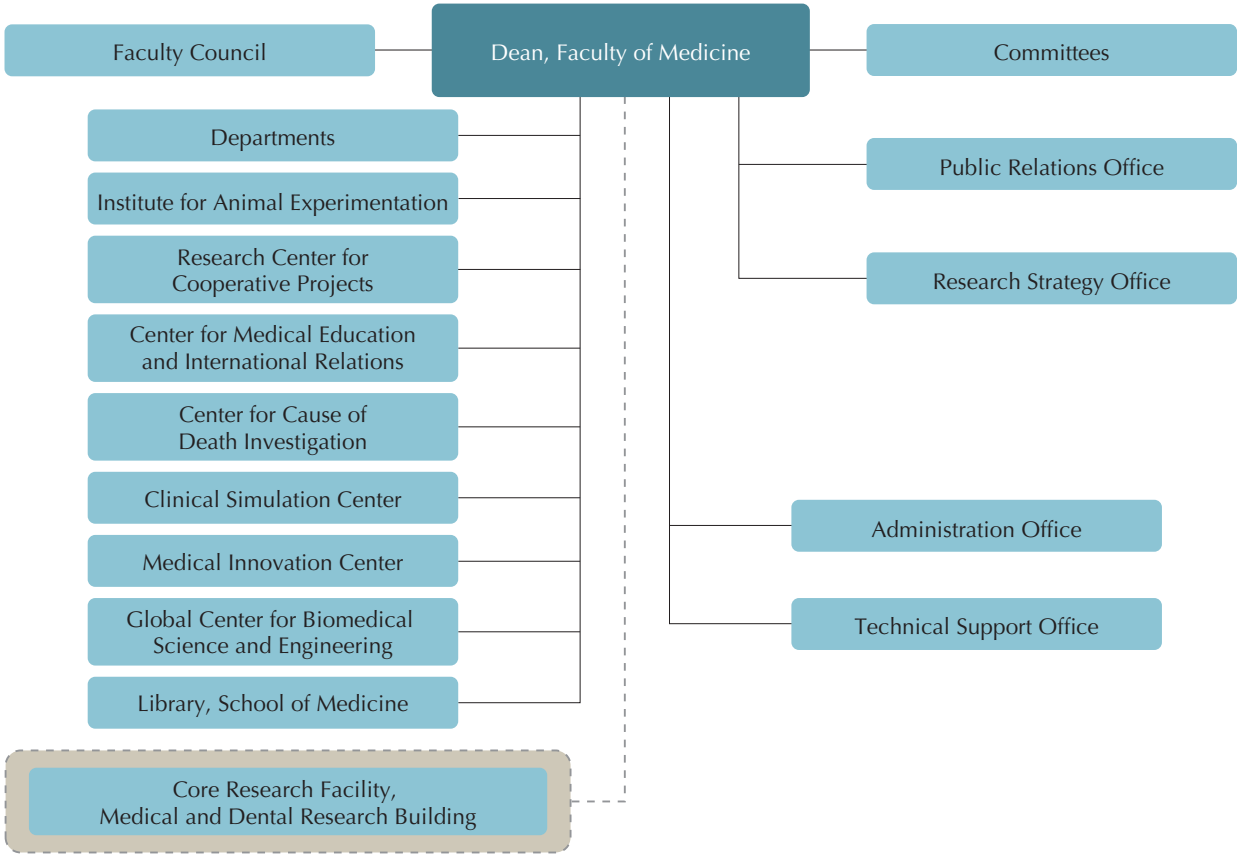 Faculty Council
Dean, Faculty of Medicine
Committees
Departments
Institute for Animal Experimentation
Research Center for
Cooperative Projects
Center for Medical Education
and International Relations
Center for Cause of
Death Investigation
Clinical Simulation Center
Medical Innovation Center
Global Center for Biomedical
Science and Engineering
Library, School of Medicine
Core Research Facility,
Medical and Dental Research Building
Public Relations Office
Research Strategy Office
Administration Office
Technical Support Office